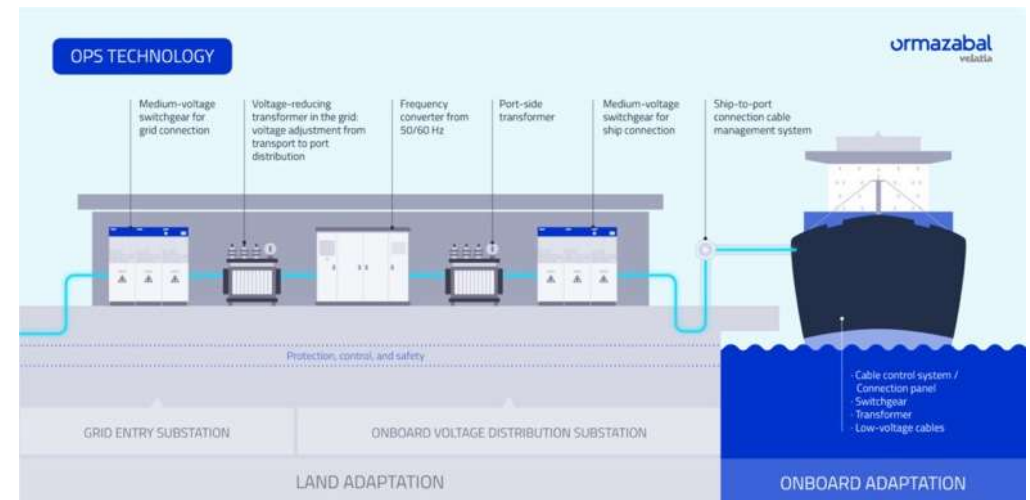 OPS TECHNOLOGY
ormazabal
velatia
Medium-voltage
switchgear for
grid connection
Voltage-reducing
transformer in the grid:
voltage adjustment from
transport to port
distribution
Frequency
converter from
50/60 Hz
Port-side
transformer
Medium-voltage
switchgear for
ship connection
Ship-to-port
connection cable
management system
Protection, control, and safety
· Cable control system /
Connection panel
· Switchgear
· Transformer
· Low-voltage cables
GRID ENTRY SUBSTATION
ONBOARD VOLTAGE DISTRIBUTION SUBSTATION
LAND ADAPTATION
ONBOARD ADAPTATION